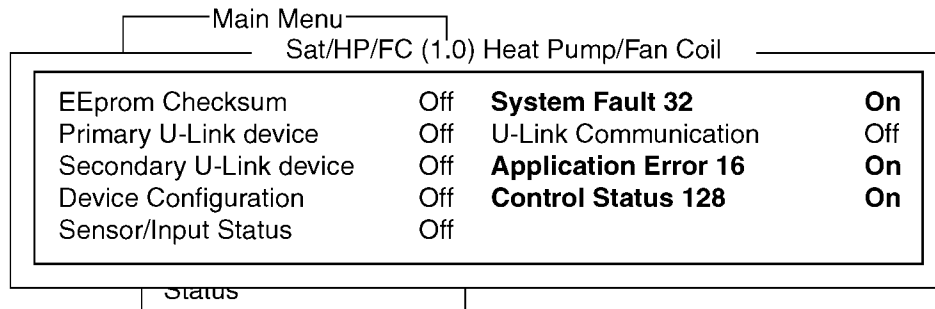 Main Menu
Sat/HP/FC (1.0) Heat Pump/Fan Coil
EEprom Checksum Off System Fault 32 On
Primary U-Link device Off U-Link Communication Off
Secondary U-Link device Off Application Error 16 On
Device Configuration Off Control Status 128 On
Sensor/Input Status Off
Status